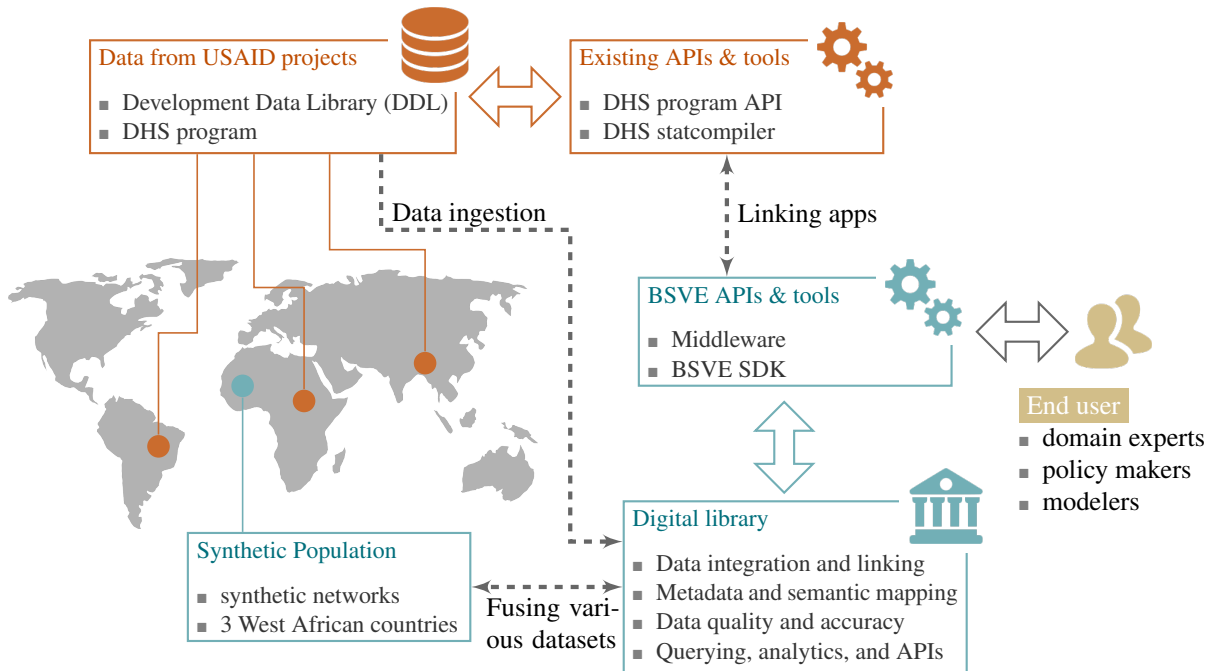 Data from USAID projects
Development Data Library (DDL)
DHS program
Existing APIs & tools
DHS program API
DHS statcompiler
Data ingestion
Linking apps
BSVE APIs & tools
Middleware
BSVE SDK
End user
domain experts
policy makers
modelers
Synthetic Population
synthetic networks
3 West African countries
Fusing vari-
ous datasets
Digital library
Data integration and linking
Metadata and semantic mapping
Data quality and accuracy
Querying, analytics, and APIs